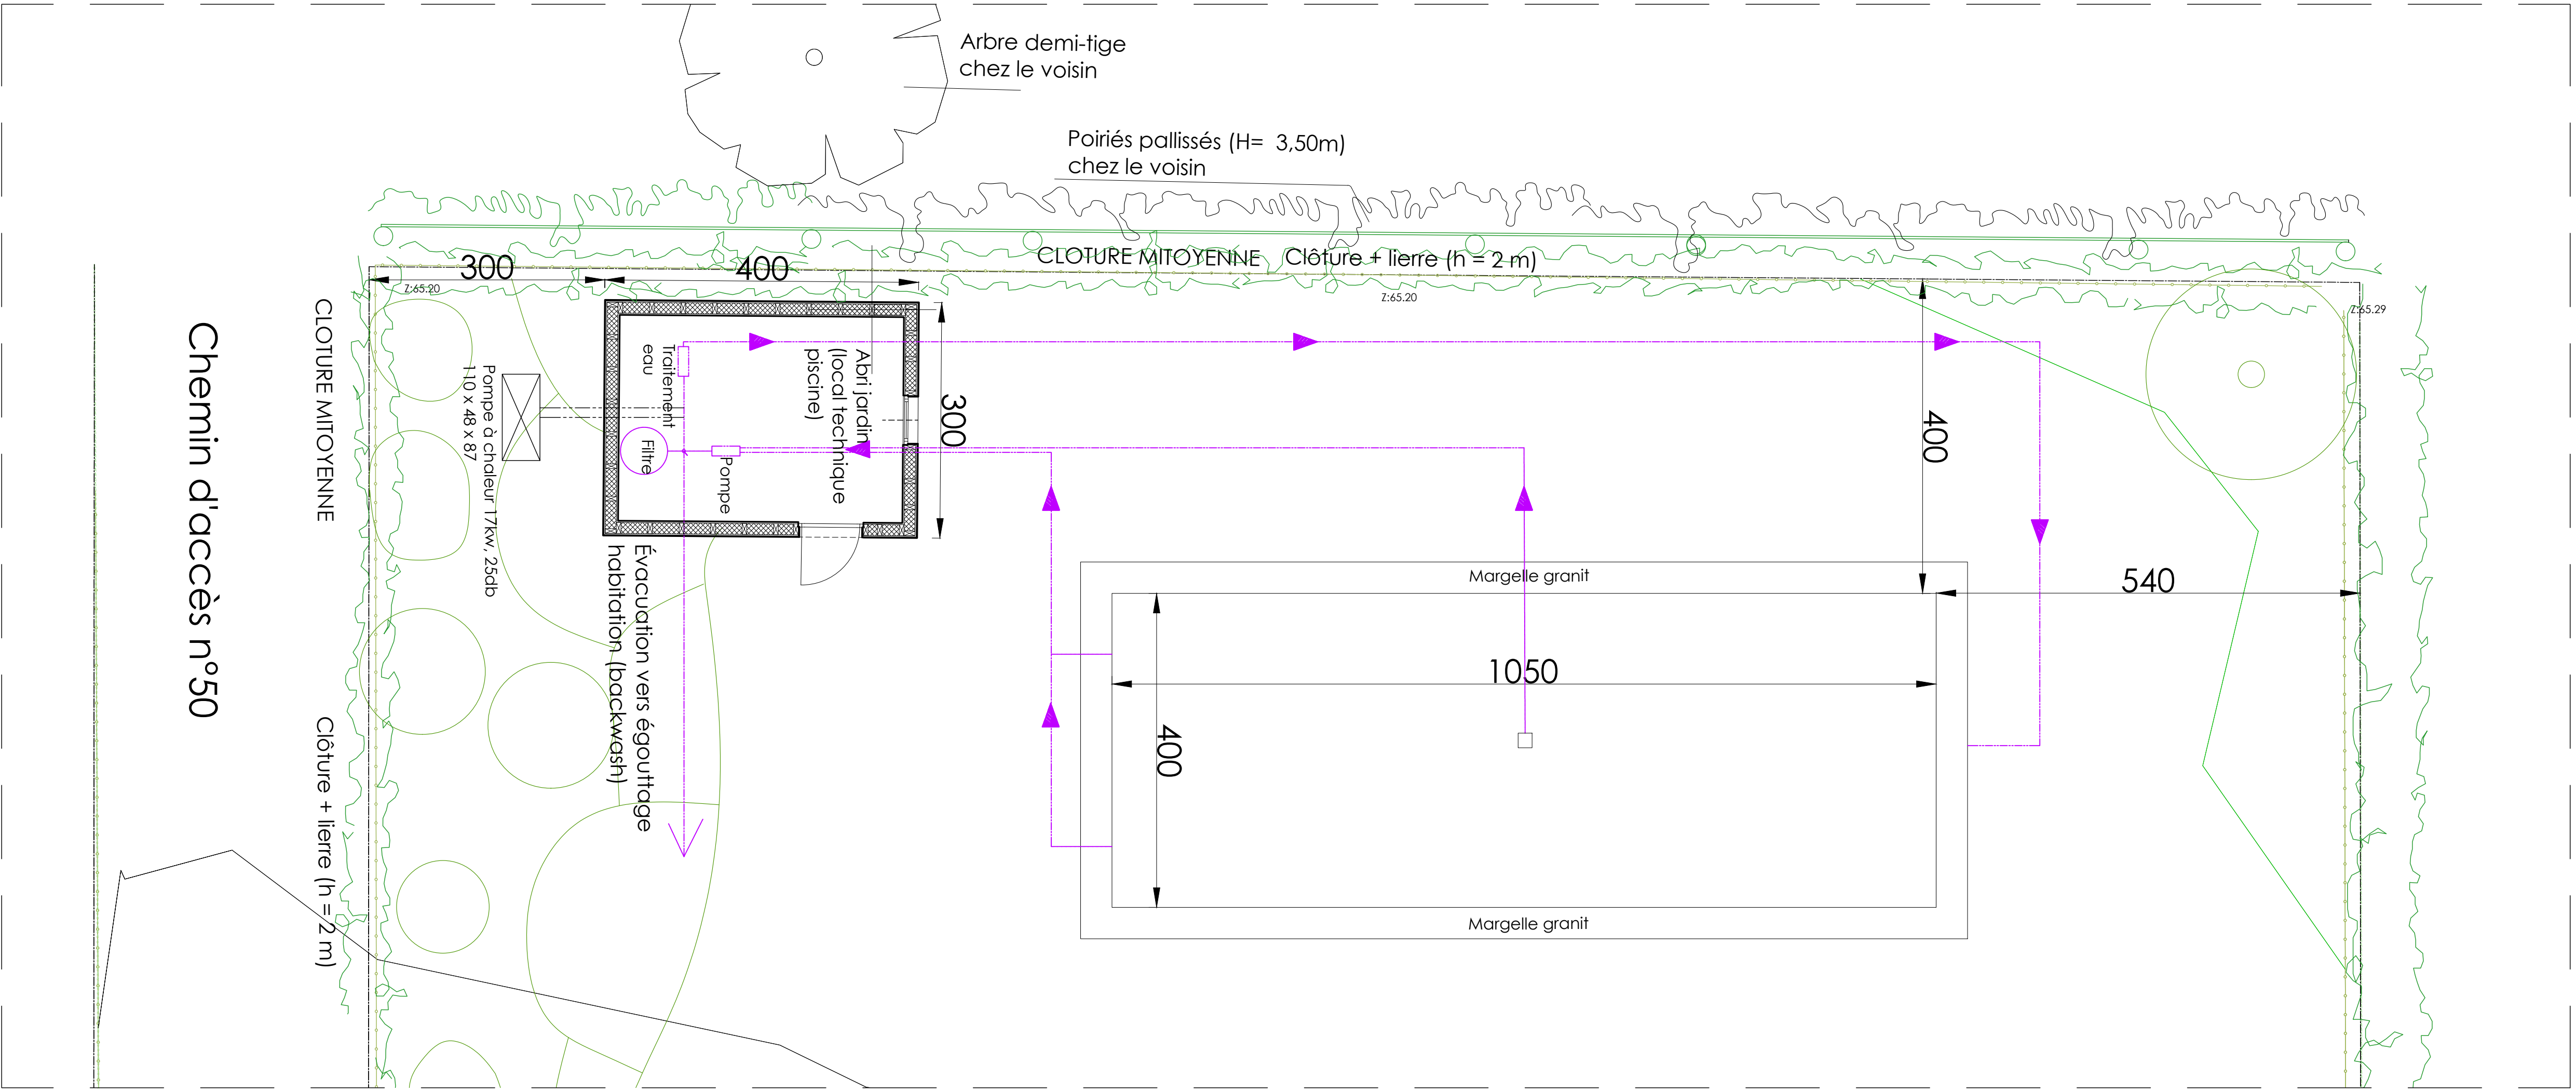 Arbre demi-tige
chez le voisin
Poiriés pallissés (H=  3,50m)
chez le voisin
CLOTURE MITOYENNE    Clôture + lierre (h = 2 m)
300
400
Z:65.20
Z:65.20
Z:65.29
Chemin d'accès n°50
CLOTURE MITOYENNE
Clôture + lierre (h = 2 m)
Pompe à chaleur 17kw, 25db
110 x 48 x 87
Traitement
eau
Filtre
Pompe
Abri jardin
(local technique
piscine)
300
Évacuation vers égouttage
habitation (backwash)
400
540
Margelle granit
1050
400
Margelle granit